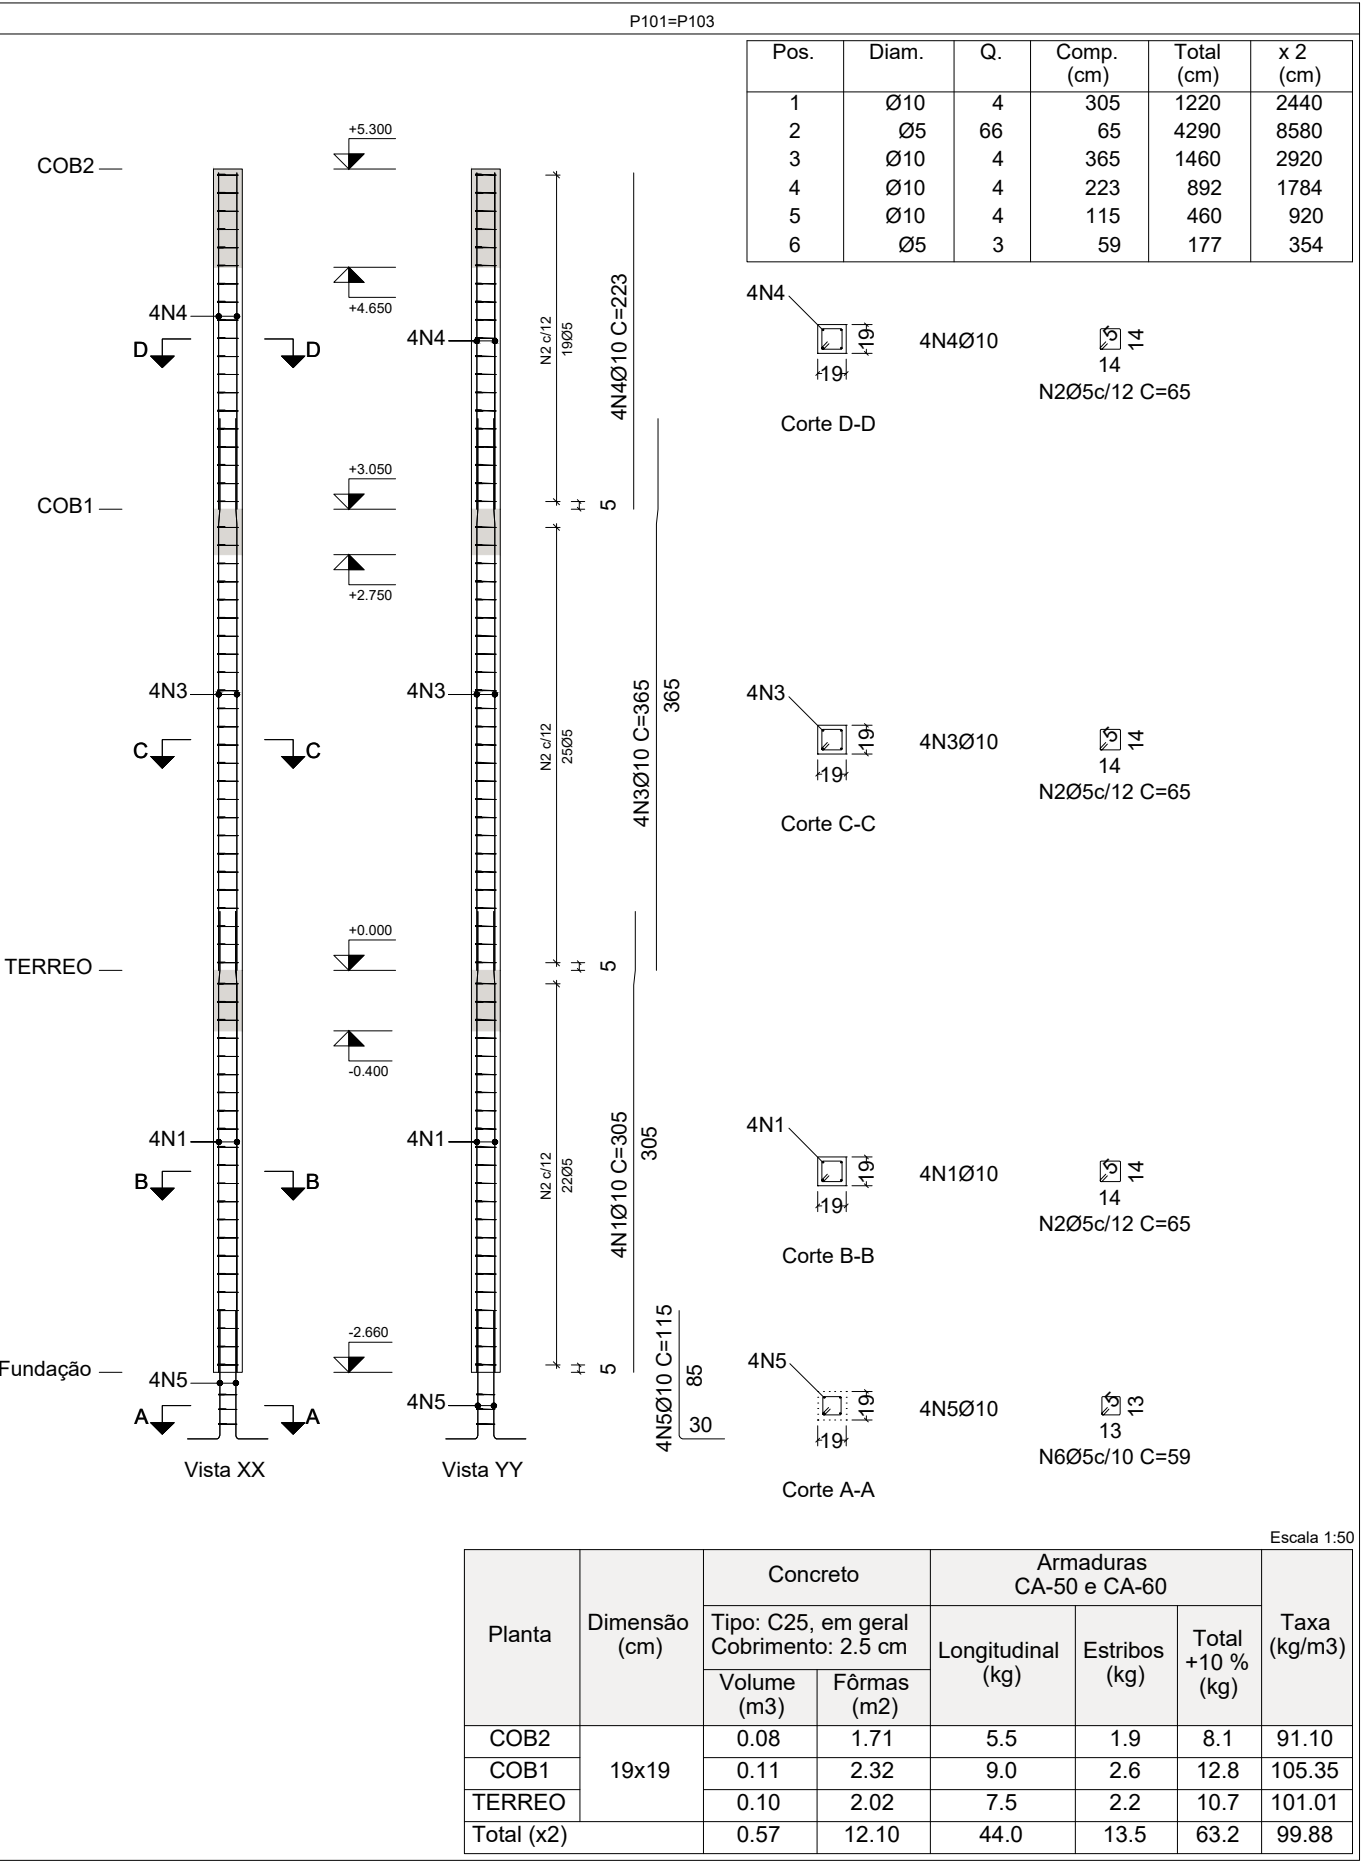 P101=P103
Pos. Diam. Q. Comp. (cm) Total (cm) x 2 (cm)
1 Ø10 4 305 1220 2440
2 Ø5 66 65 4290 8580
3 Ø10 4 365 1460 2920
4 Ø10 4 223 892 1784
5 Ø10 4 115 460 920
6 Ø5 3 59 177 354
COB2
+5.300
+4.650
4N4
D D
4N4
N2 c/12
19Ø5
4N4Ø10 C=223
4N4
19
19
4N4Ø10
5
14
14
N2Ø5c/12 C=65
Corte D-D
COB1
+3.050
5
+2.750
4N3
C C
4N3
N2 c/12
25Ø5
4N3Ø10 C=365
365
4N3
19
19
4N3Ø10
5
14
14
N2Ø5c/12 C=65
Corte C-C
TERREO
+0.000
5
-0.400
4N1
B B
4N1
N2 c/12
22Ø5
4N1Ø10 C=305
305
4N1
19
19
4N1Ø10
5
14
14
N2Ø5c/12 C=65
Corte B-B
Fundação
-2.660
5
4N5
A A
4N5
4N5Ø10 C=115
85
30
4N5
19
19
4N5Ø10
5
13
13
N6Ø5c/10 C=59
Corte A-A
Vista XX
Vista YY
Escala 1:50
Planta
Dimensão
(cm)
Concreto
Tipo: C25, em geral
Cobrimento: 2.5 cm
Volume
(m3)
Fôrmas
(m2)
Armaduras
CA-50 e CA-60
Longitudinal
(kg)
Estribos
(kg)
Total
+10 %
(kg)
Taxa
(kg/m3)
COB2 0.08 1.71 5.5 1.9 8.1 91.10
COB1 19x19 0.11 2.32 9.0 2.6 12.8 105.35
TERREO 0.10 2.02 7.5 2.2 10.7 101.01
Total (x2) 0.57 12.10 44.0 13.5 63.2 99.88